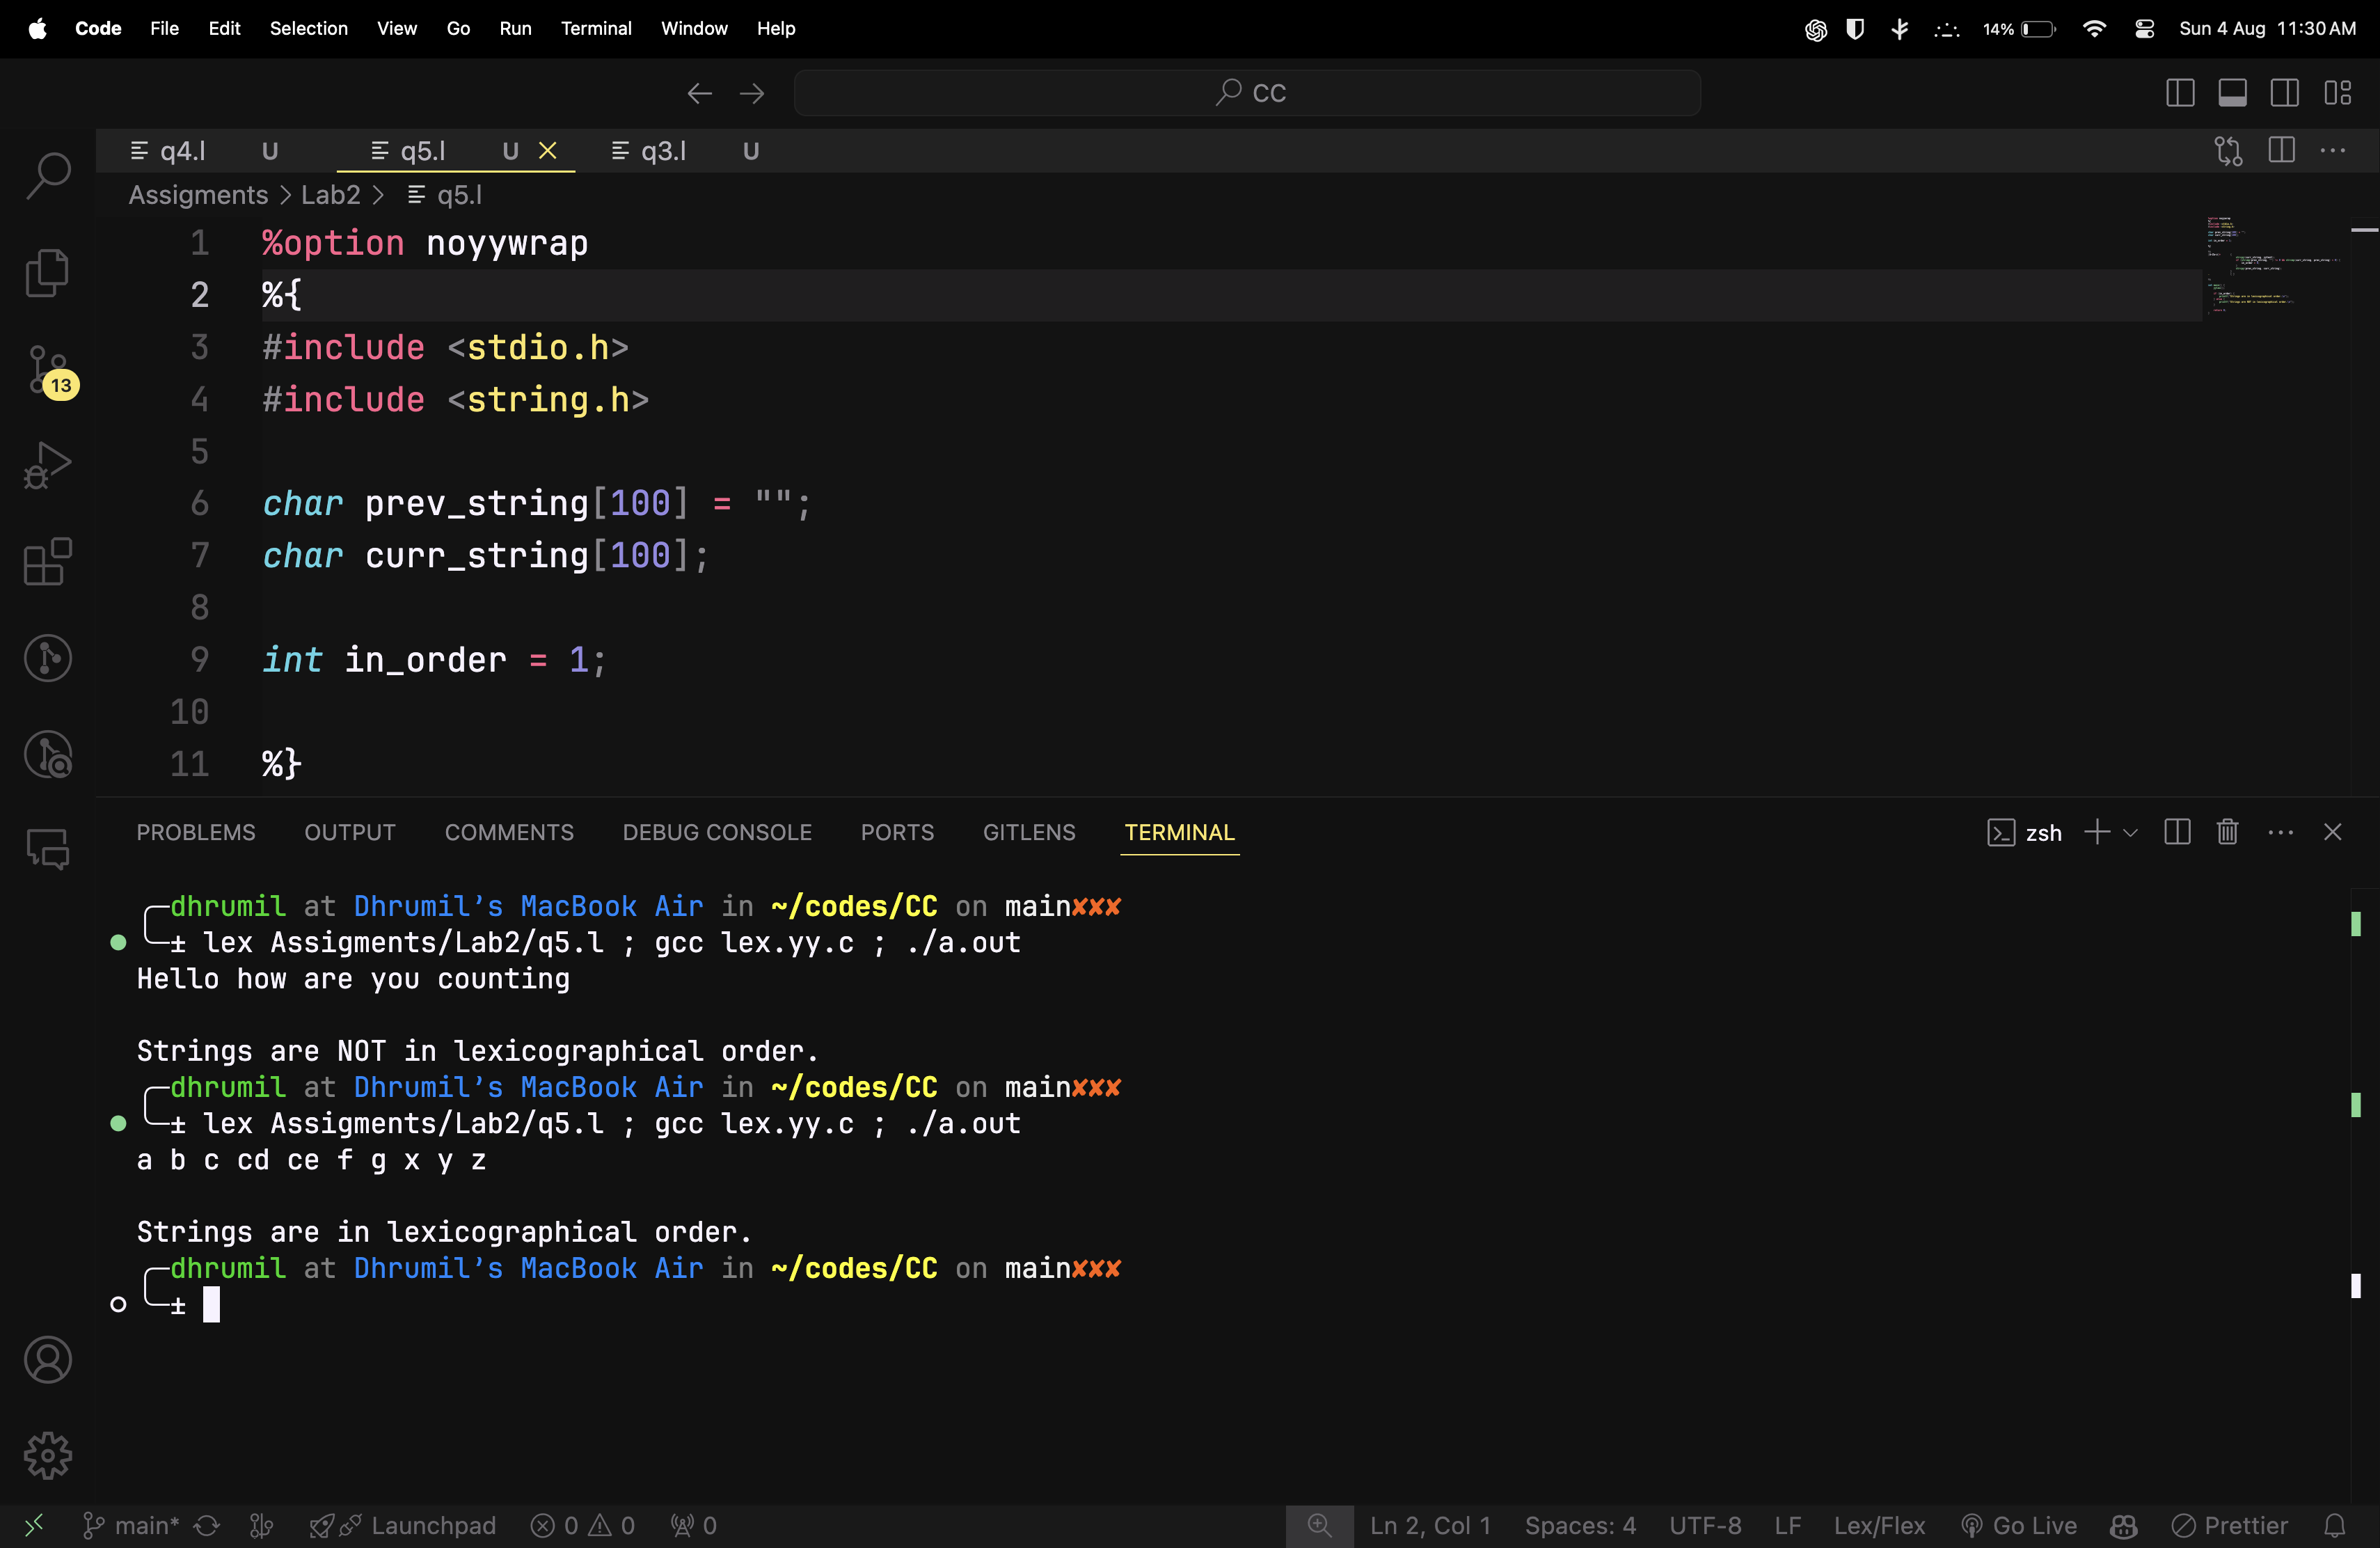 Code File Edit Selection View Go Run Terminal Window Help 14% Sun 4 Aug 11:30 AM
CC
q4.l U q5.l U q3.l U
Assigments > Lab2 > q5.l
1 %option noyywrap
2 %{
3 #include <stdio.h>
4 #include <string.h>
5
6 char prev_string[100] = "";
7 char curr_string[100];
8
9 int in_order = 1;
10
11 %}
13
PROBLEMS OUTPUT COMMENTS DEBUG CONSOLE PORTS GITLENS TERMINAL zsh
dhrumil at Dhrumil’s MacBook Air in ~/codes/CC on main✘✘✘
± lex Assigments/Lab2/q5.l ; gcc lex.yy.c ; ./a.out
Hello how are you counting
Strings are NOT in lexicographical order.
dhrumil at Dhrumil’s MacBook Air in ~/codes/CC on main✘✘✘
± lex Assigments/Lab2/q5.l ; gcc lex.yy.c ; ./a.out
a b c cd ce f g x y z
Strings are in lexicographical order.
dhrumil at Dhrumil’s MacBook Air in ~/codes/CC on main✘✘✘
±
main* Launchpad 0 0 0 Ln 2, Col 1 Spaces: 4 UTF-8 LF Lex/Flex Go Live Prettier